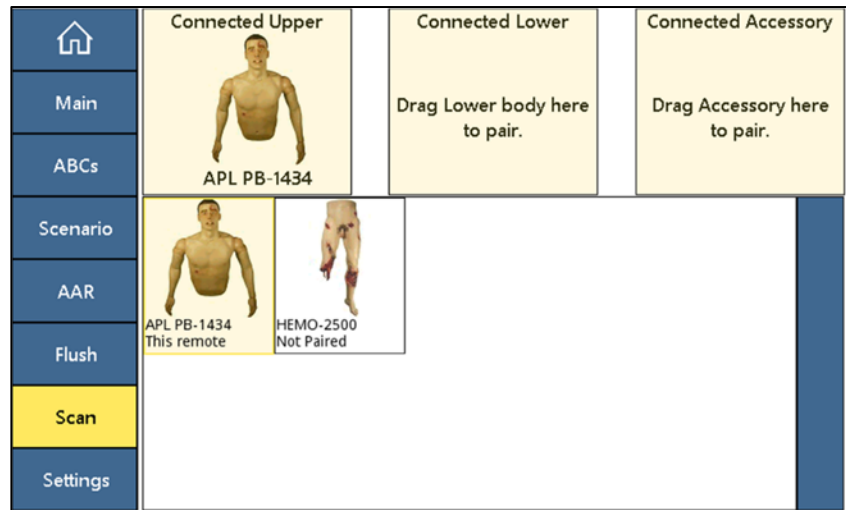 Connected Upper
Connected Lower
Connected Accessory
Drag Lower body here
to pair.
Drag Accessory here
to pair.
APL PB-1434
Main
ABCs
Scenario
AAR
Flush
Scan
Settings
APL PB-1434
This remote
HEMO-2500
Not Paired